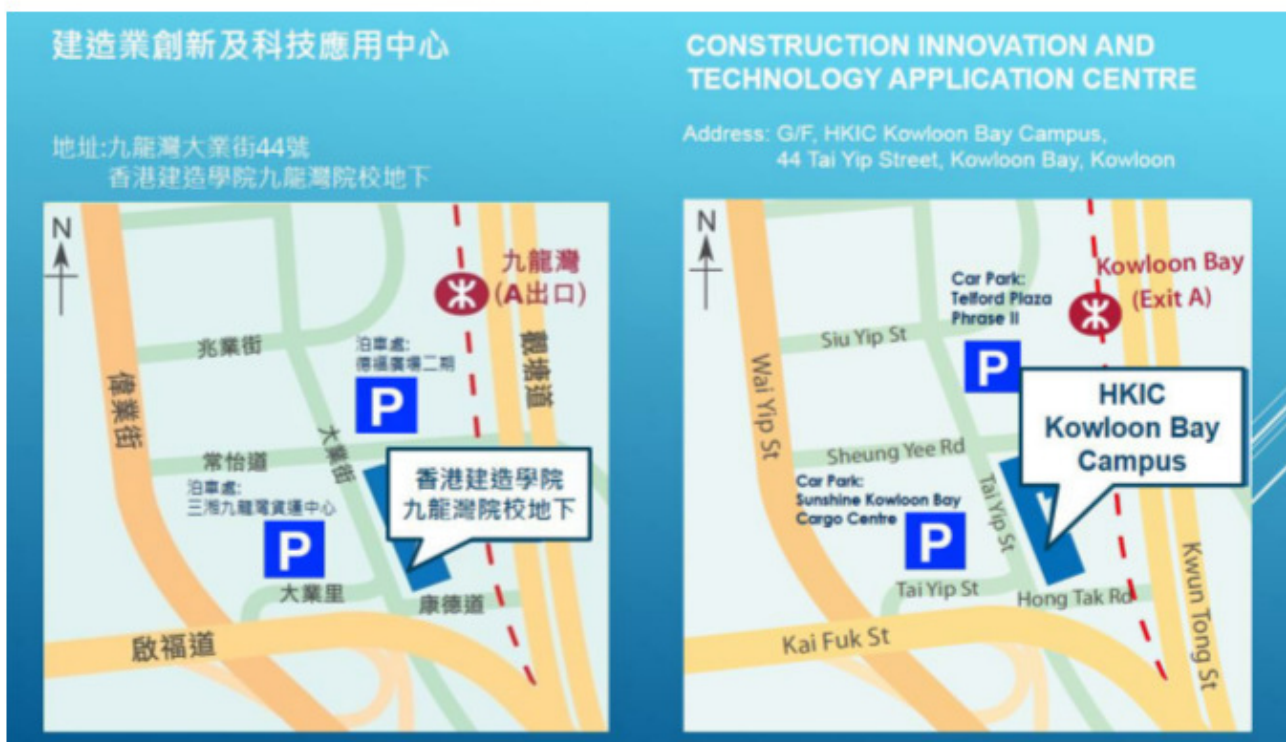 建造業創新及科技應用中心
地址:九龍灣大業街44號
香港建造學院九龍灣院校地下
N
九龍灣
(A出口)
兆業街
泊車處:
德福廣場二期
P
觀塘道
偉業街
大業街
常怡道
泊車處:
三湘九龍灣貨運中心
P
香港建造學院
九龍灣院校地下
大業里
康德道
啟福道
CONSTRUCTION INNOVATION AND
TECHNOLOGY APPLICATION CENTRE
Address: G/F, HKIC Kowloon Bay Campus,
44 Tai Yip Street, Kowloon Bay, Kowloon
N
Kowloon Bay
(Exit A)
Car Park:
Telford Plaza
Phrase II
P
Siu Yip St
Wai Yip St
HKIC
Kowloon Bay
Campus
Sheung Yee Rd
Car Park:
Sunshine Kowloon Bay
Cargo Centre
P
Tai Yip St
Tai Yip St
Hong Tak Rd
Kwun Tong St
Kai Fuk St